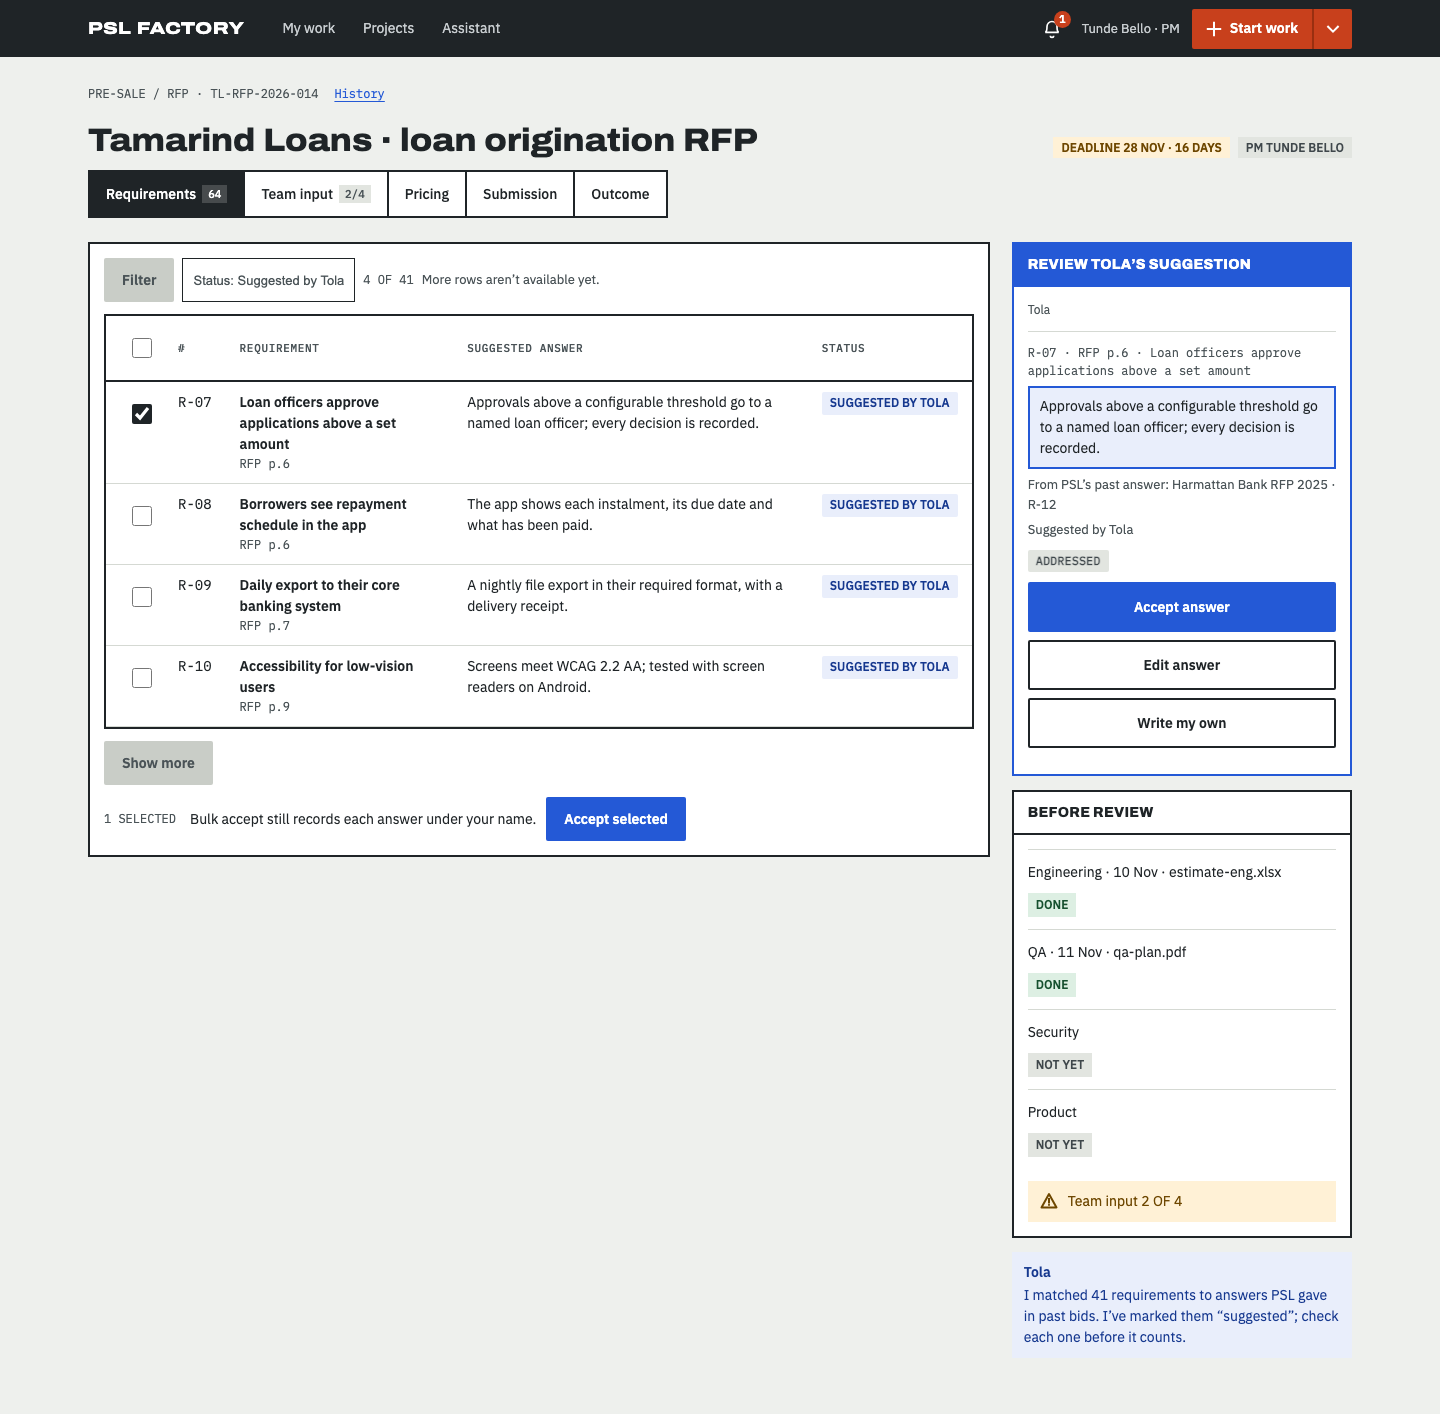 PSL FACTORY
My work
Projects
Assistant
1
Tunde Bello · PM
Start work
PRE-SALE / RFP · TL-RFP-2026-014
History
Tamarind Loans · loan origination RFP
DEADLINE 28 NOV · 16 DAYS
PM TUNDE BELLO
Requirements 64
Team input 2/4
Pricing
Submission
Outcome
Filter
Status: Suggested by Tola
4 OF 41
More rows aren’t available yet.
#
REQUIREMENT
SUGGESTED ANSWER
STATUS
R-07
Loan officers approve
applications above a set
amount
RFP p.6
Approvals above a configurable threshold go to a
named loan officer; every decision is recorded.
SUGGESTED BY TOLA
R-08
Borrowers see repayment
schedule in the app
RFP p.6
The app shows each instalment, its due date and
what has been paid.
SUGGESTED BY TOLA
R-09
Daily export to their core
banking system
RFP p.7
A nightly file export in their required format, with a
delivery receipt.
SUGGESTED BY TOLA
R-10
Accessibility for low-vision
users
RFP p.9
Screens meet WCAG 2.2 AA; tested with screen
readers on Android.
SUGGESTED BY TOLA
Show more
1 SELECTED
Bulk accept still records each answer under your name.
Accept selected
REVIEW TOLA’S SUGGESTION
Tola
R-07 · RFP p.6 · Loan officers approve
applications above a set amount
Approvals above a configurable threshold go
to a named loan officer; every decision is
recorded.
From PSL’s past answer: Harmattan Bank RFP 2025 ·
R-12
Suggested by Tola
ADDRESSED
Accept answer
Edit answer
Write my own
BEFORE REVIEW
Engineering · 10 Nov · estimate-eng.xlsx
DONE
QA · 11 Nov · qa-plan.pdf
DONE
Security
NOT YET
Product
NOT YET
Team input 2 OF 4
Tola
I matched 41 requirements to answers PSL gave
in past bids. I’ve marked them “suggested”; check
each one before it counts.